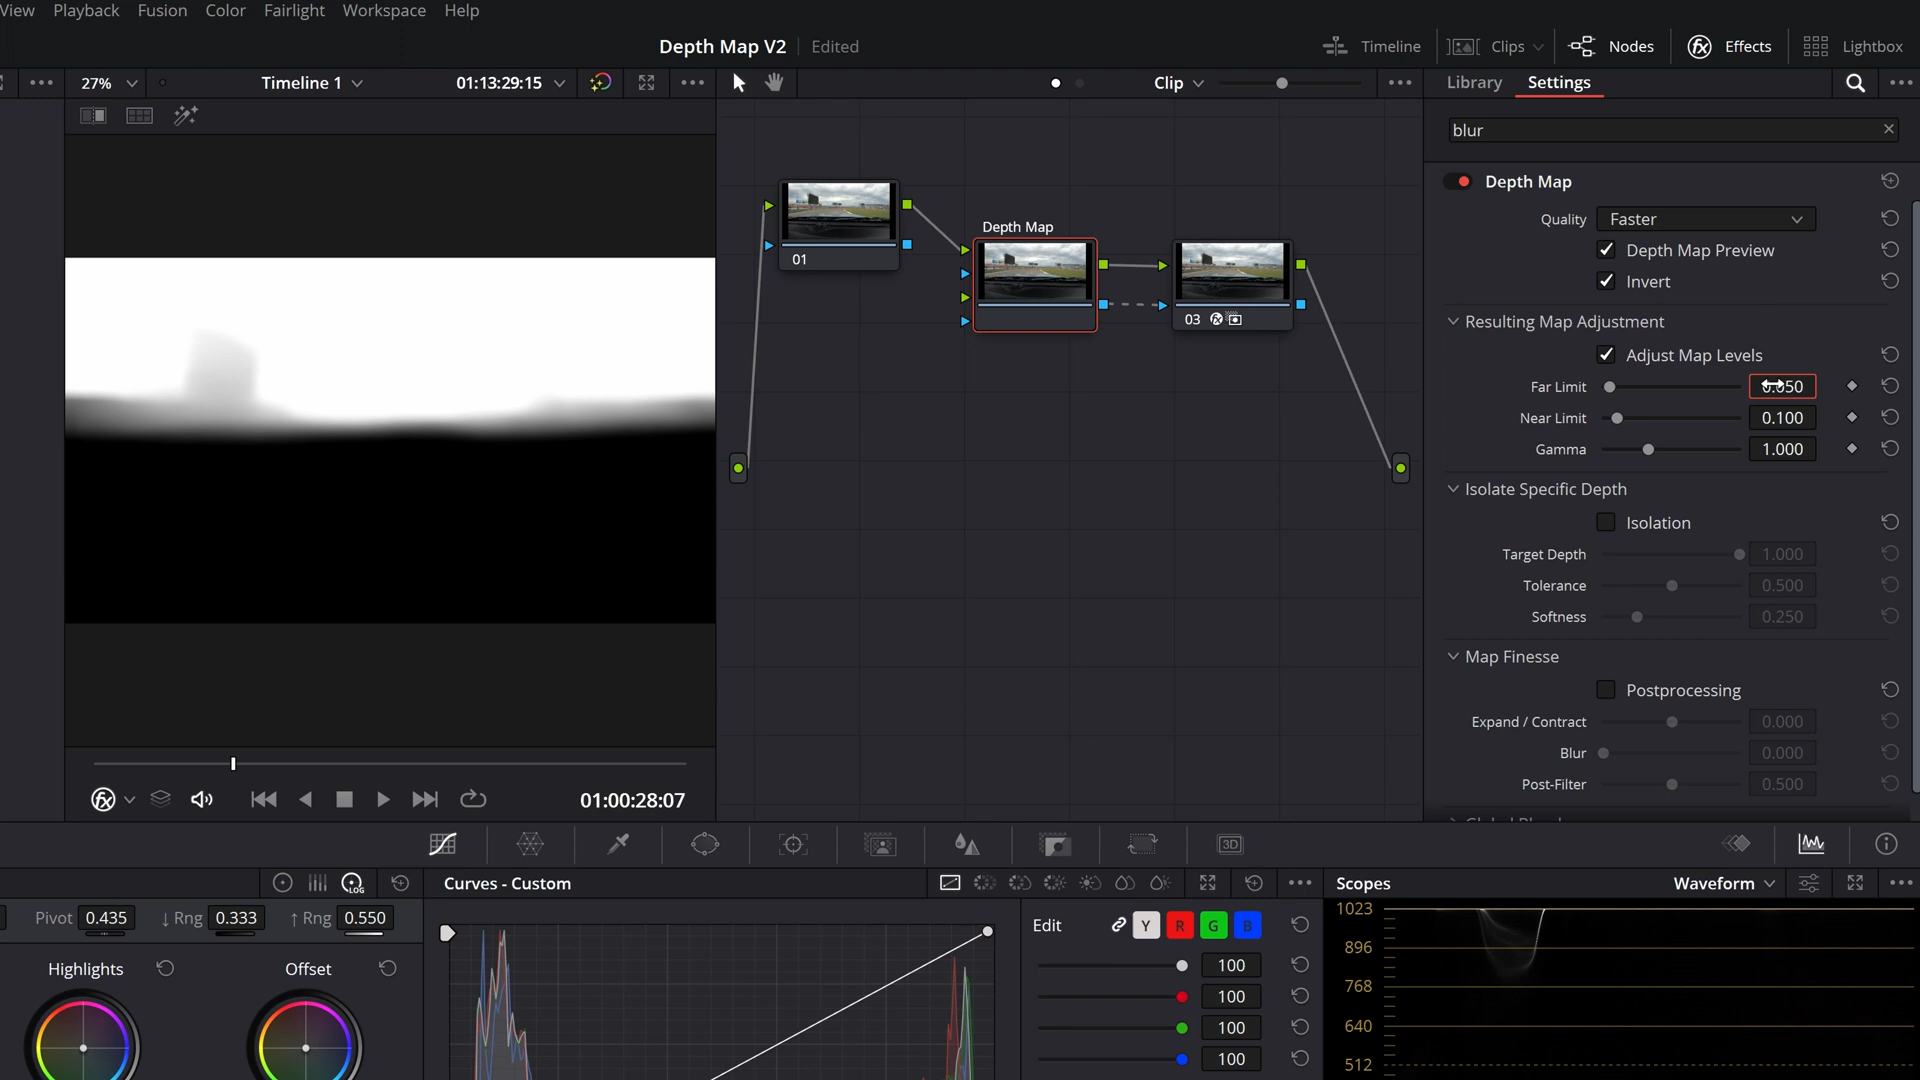 View Playback Fusion Color Fairlight Workspace Help
Depth Map V2 Edited
Timeline Clips Nodes Effects Lightbox
27% Timeline 1 01:13:29:15
Clip
Library Settings
blur
Depth Map
Quality Faster
Depth Map Preview
Invert
Resulting Map Adjustment
Adjust Map Levels
Far Limit
Near Limit 0.100
Gamma 1.000
Isolate Specific Depth
Isolation
Target Depth 1.000
Tolerance 0.500
Softness 0.250
Map Finesse
Postprocessing
Expand / Contract 0.000
Blur 0.000
Post-Filter 0.500
01
Depth Map
03
01:00:28:07
3D
LOG
Pivot 0.435 ↓ Rng 0.333 ↑ Rng 0.550
Highlights Offset
Curves - Custom
Edit Y R G B
100
100
100
100
Scopes Waveform
1023
896
768
640
512